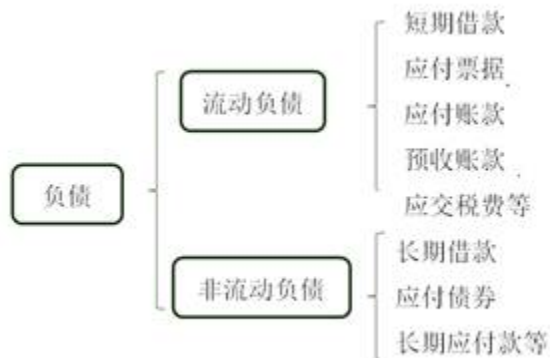 短期借款
应付票据
流动负债
应付账款
预收账款
负债
应交税费等
长期借款
非流动负债
应付债券
长期应付款等